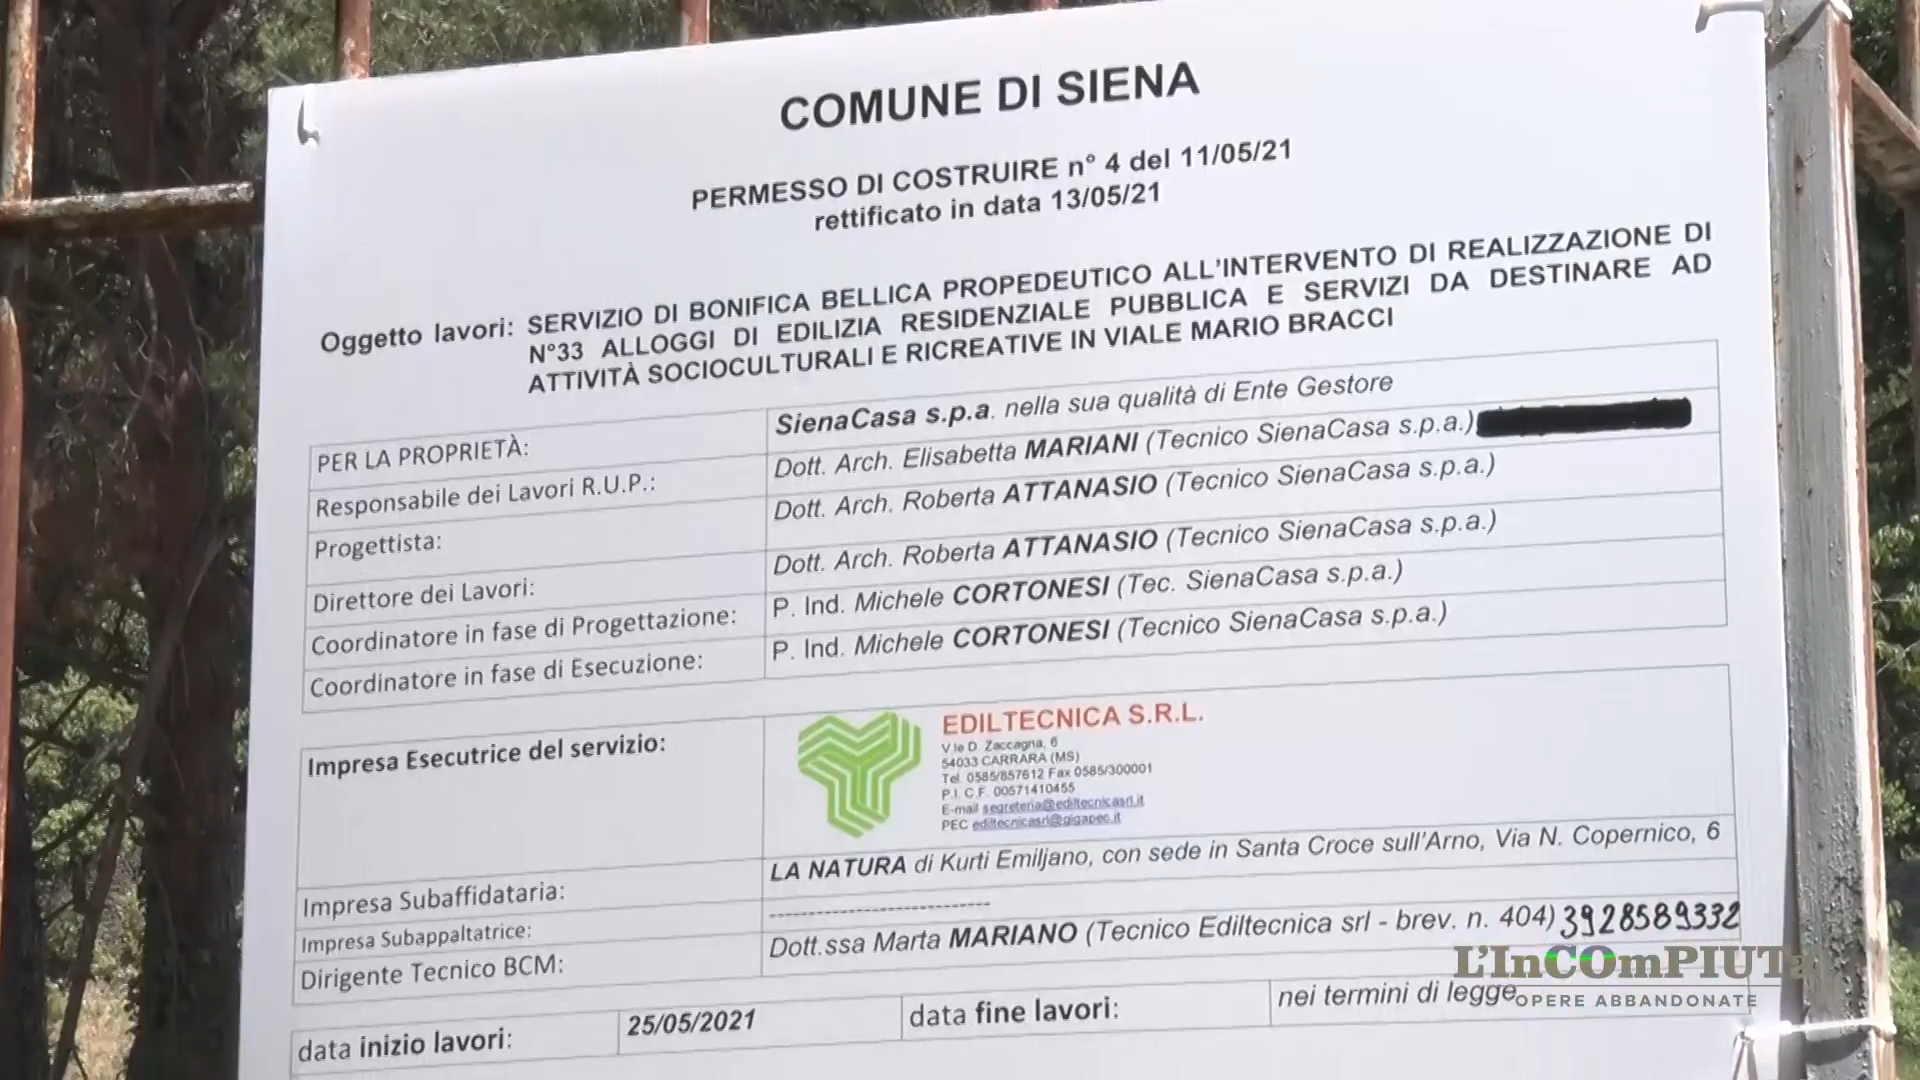 COMUNE DI SIENA
PERMESSO DI COSTRUIRE n° 4 del 11/05/21
rettificato in data 13/05/21
Oggetto lavori: SERVIZIO DI BONIFICA BELLICA PROPEDEUTICO ALL'INTERVENTO DI REALIZZAZIONE DI
N°33 ALLOGGI DI EDILIZIA RESIDENZIALE PUBBLICA E SERVIZI DA DESTINARE AD
ATTIVITÀ SOCIOCULTURALI E RICREATIVE IN VIALE MARIO BRACCI
PER LA PROPRIETÀ: SienaCasa s.p.a. nella sua qualità di Ente Gestore
Responsabile dei Lavori R.U.P.: Dott. Arch. Elisabetta MARIANI (Tecnico SienaCasa s.p.a.)
Progettista: Dott. Arch. Roberta ATTANASIO (Tecnico SienaCasa s.p.a.)
Direttore dei Lavori: Dott. Arch. Roberta ATTANASIO (Tecnico SienaCasa s.p.a.)
Coordinatore in fase di Progettazione: P. Ind. Michele CORTONESI (Tec. SienaCasa s.p.a.)
Coordinatore in fase di Esecuzione: P. Ind. Michele CORTONESI (Tecnico SienaCasa s.p.a.)
Impresa Esecutrice del servizio: EDILTECNICA S.R.L.
V.le D. Zaccagna, 6
54033 CARRARA (MS)
Tel. 0585/857612 Fax 0585/300001
P.I. C.F. 00571410455
E-mail segreteria@ediltecnicasrl.it
PEC ediltecnicasrl@gigapec.it
Impresa Subaffidataria: LA NATURA di Kurti Emiljano, con sede in Santa Croce sull'Arno, Via N. Copernico, 6
Impresa Subappaltatrice: ----------------------------
Dirigente Tecnico BCM: Dott.ssa Marta MARIANO (Tecnico Ediltecnica srl - brev. n. 404) 3928589332
data inizio lavori: 25/05/2021 data fine lavori: nei termini di legge
L'InCOmPIUTa
OPERE ABBANDONATE